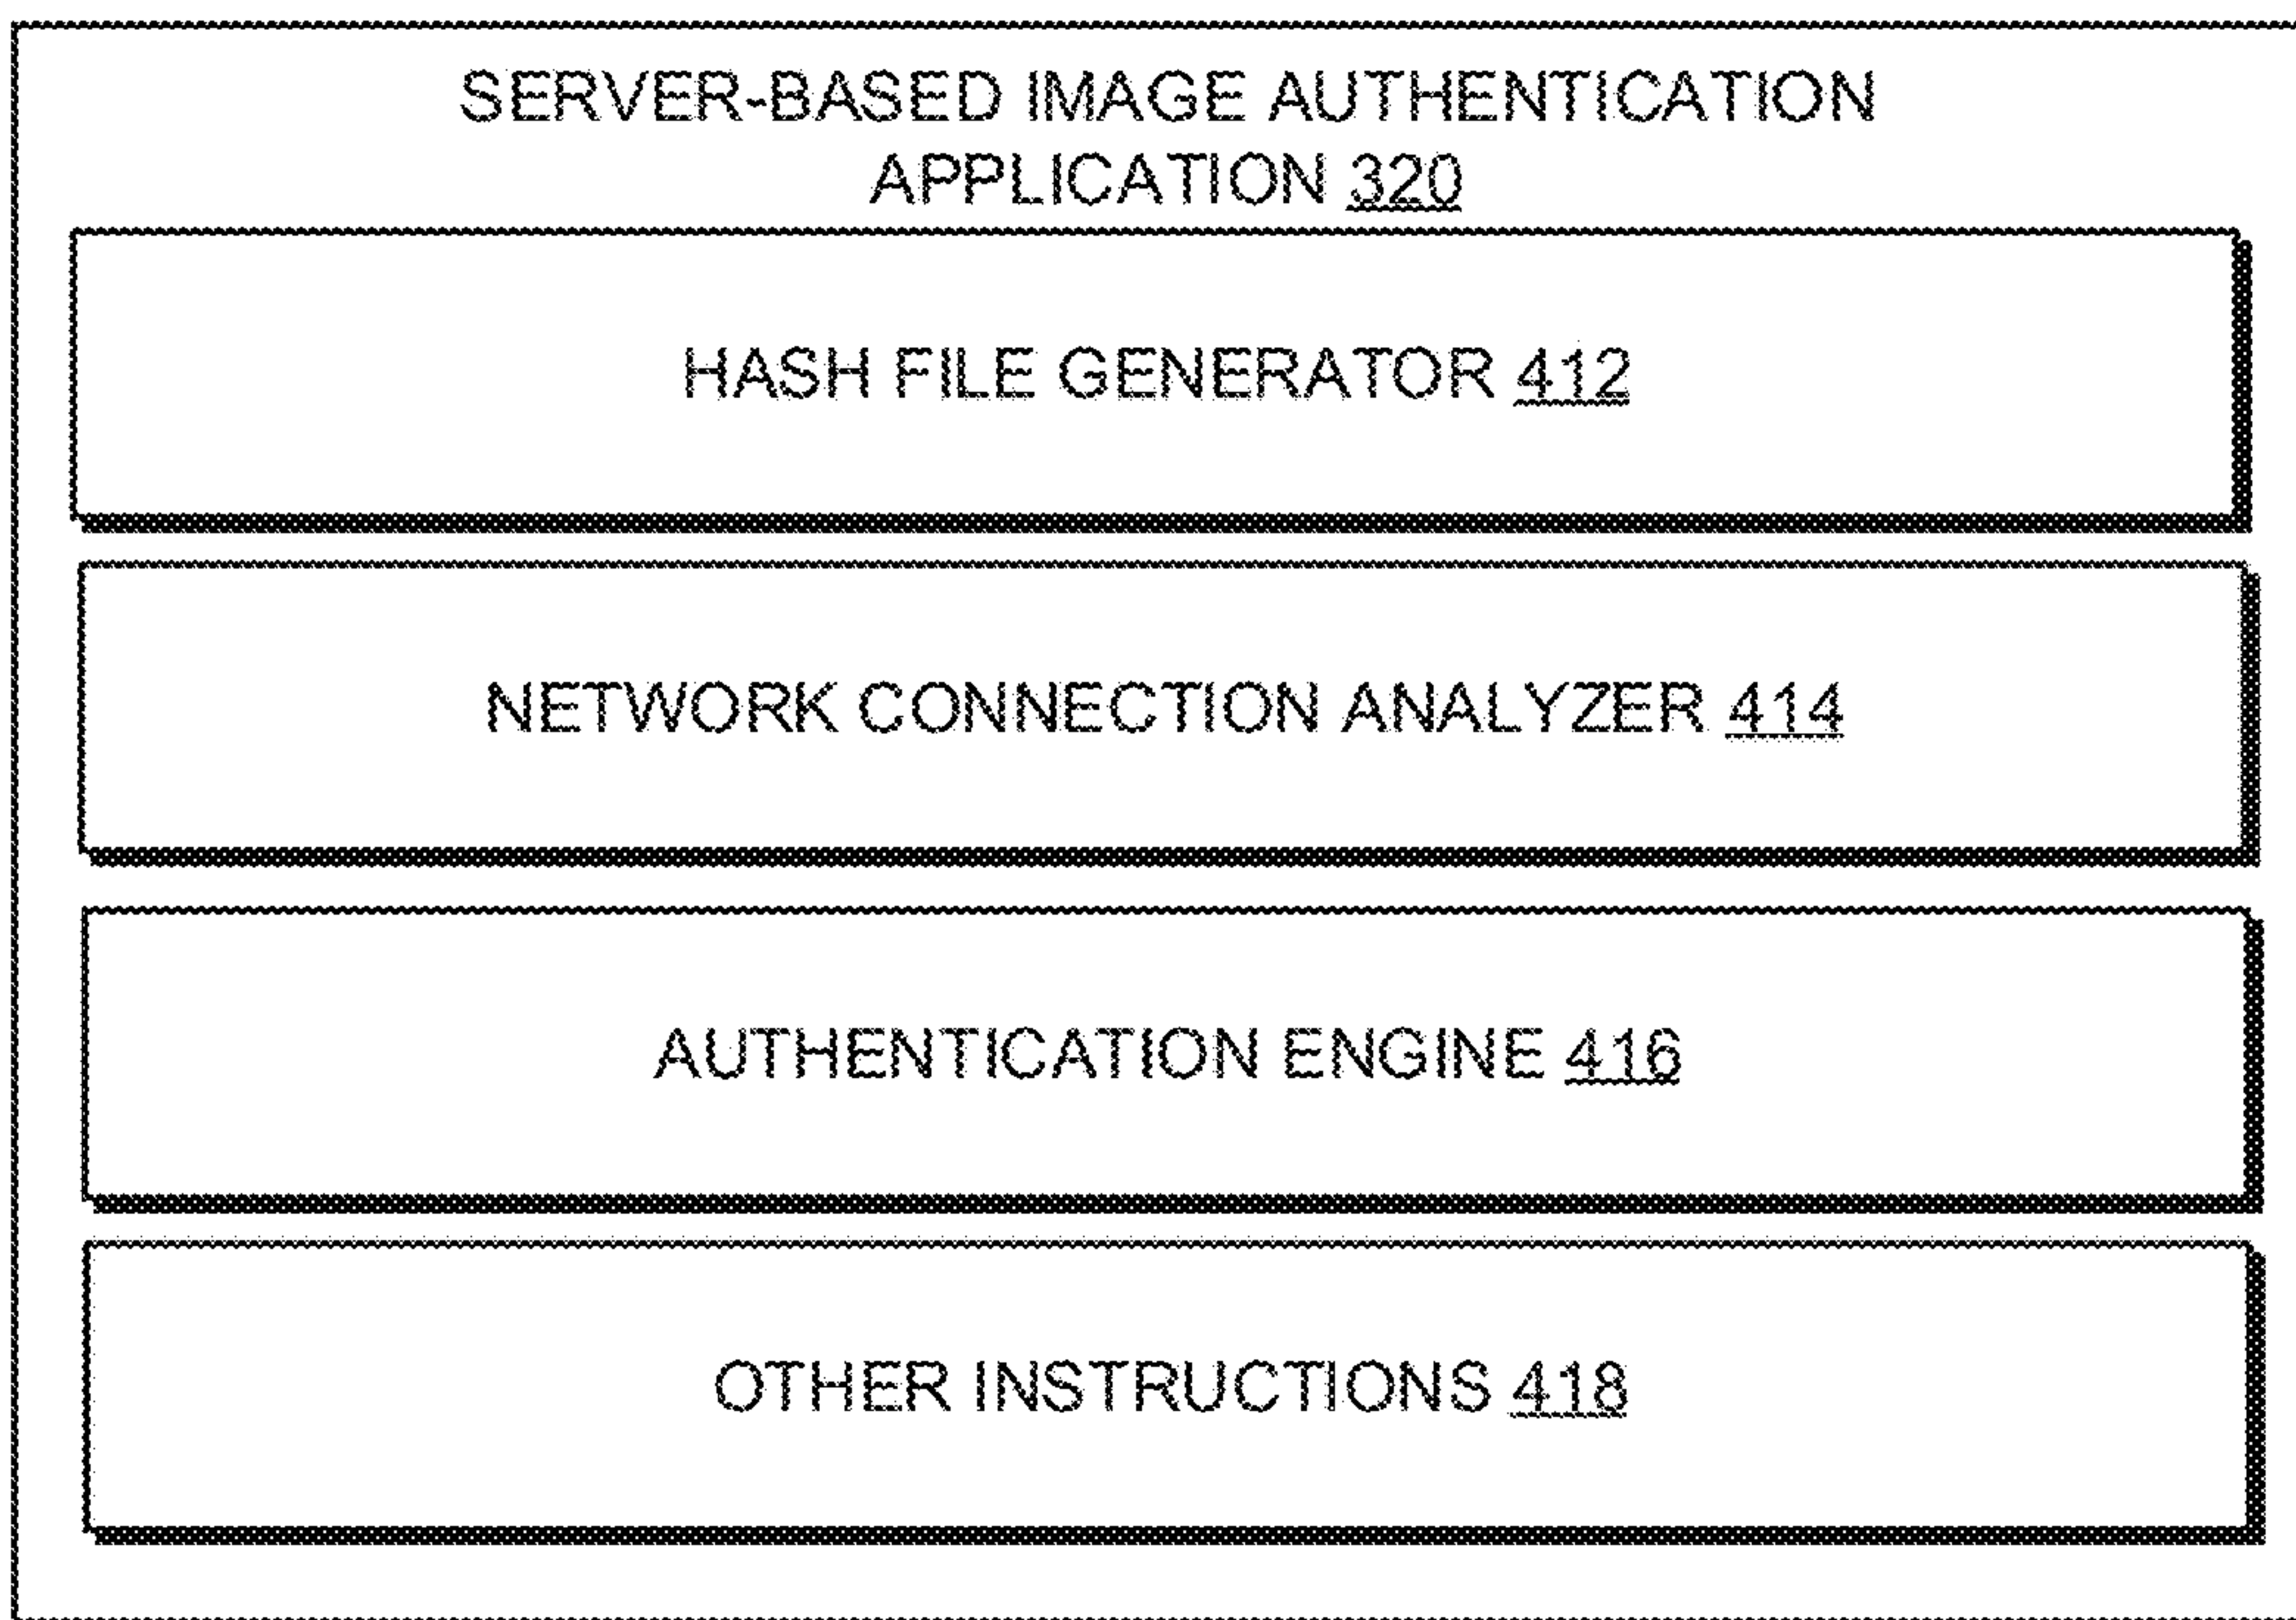 SERVER-BASED IMAGE AUTHENTICATION
APPLICATION 320
HASH FILE GENERATOR 412
NETWORK CONNECTION ANALYZER 414
AUTHENTICATION ENGINE 416
OTHER INSTRUCTIONS 418